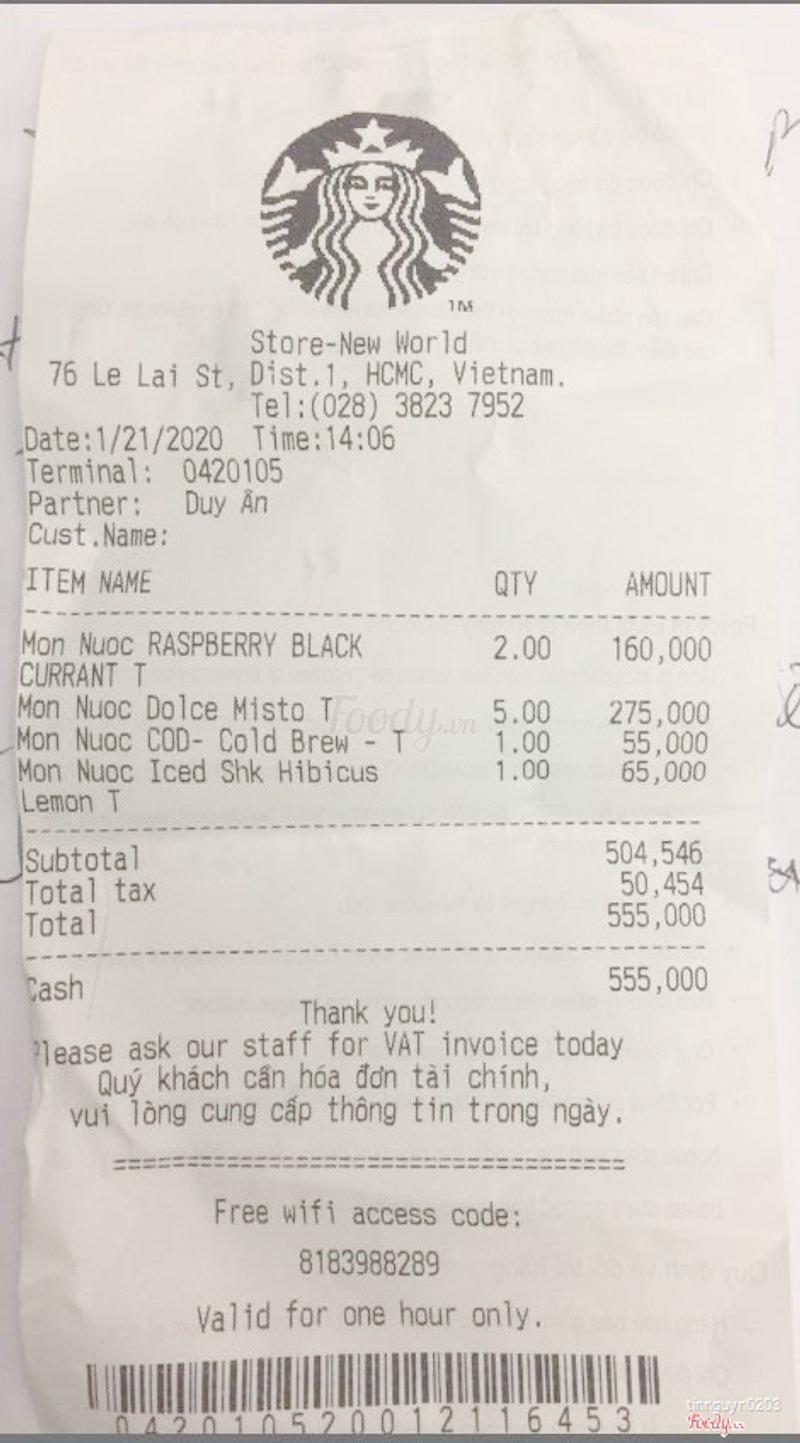 TM
Store-New World
76 Le Lai St, Dist.1, HCMC, Vietnam.
Tel:(028) 3823 7952
Date:1/21/2020 Time:14:06
Terminal: 0420105
Partner: Duy Ân
Cust.Name:
ITEM NAME QTY AMOUNT
Mon Nuoc RASPBERRY BLACK 2.00 160,000
CURRANT T
Mon Nuoc Dolce Misto T 5.00 275,000
Mon Nuoc COD- Cold Brew - T 1.00 55,000
Mon Nuoc Iced Shk Hibicus 1.00 65,000
Lemon T
Foody.vn
Subtotal 504,546
Total tax 50,454
Total 555,000
Cash 555,000
Thank you!
Please ask our staff for VAT invoice today
Quý khách cần hóa đơn tài chính,
vui lòng cung cấp thông tin trong ngày.
Free wifi access code:
8183988289
Valid for one hour only.
042010520012116453
tinnguyn0203
Foody.vn